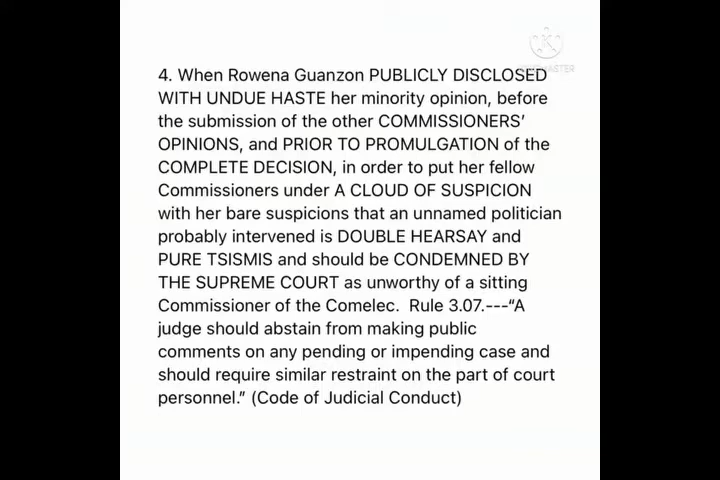 4. When Rowena Guanzon PUBLICLY DISCLOSED
WITH UNDUE HASTE her minority opinion, before
the submission of the other COMMISSIONERS’
OPINIONS, and PRIOR TO PROMULGATION of the
COMPLETE DECISION, in order to put her fellow
Commissioners under A CLOUD OF SUSPICION
with her bare suspicions that an unnamed politician
probably intervened is DOUBLE HEARSAY and
PURE TSISMIS and should be CONDEMNED BY
THE SUPREME COURT as unworthy of a sitting
Commissioner of the Comelec.  Rule 3.07.---“A
judge should abstain from making public
comments on any pending or impending case and
should require similar restraint on the part of court
personnel.” (Code of Judicial Conduct)